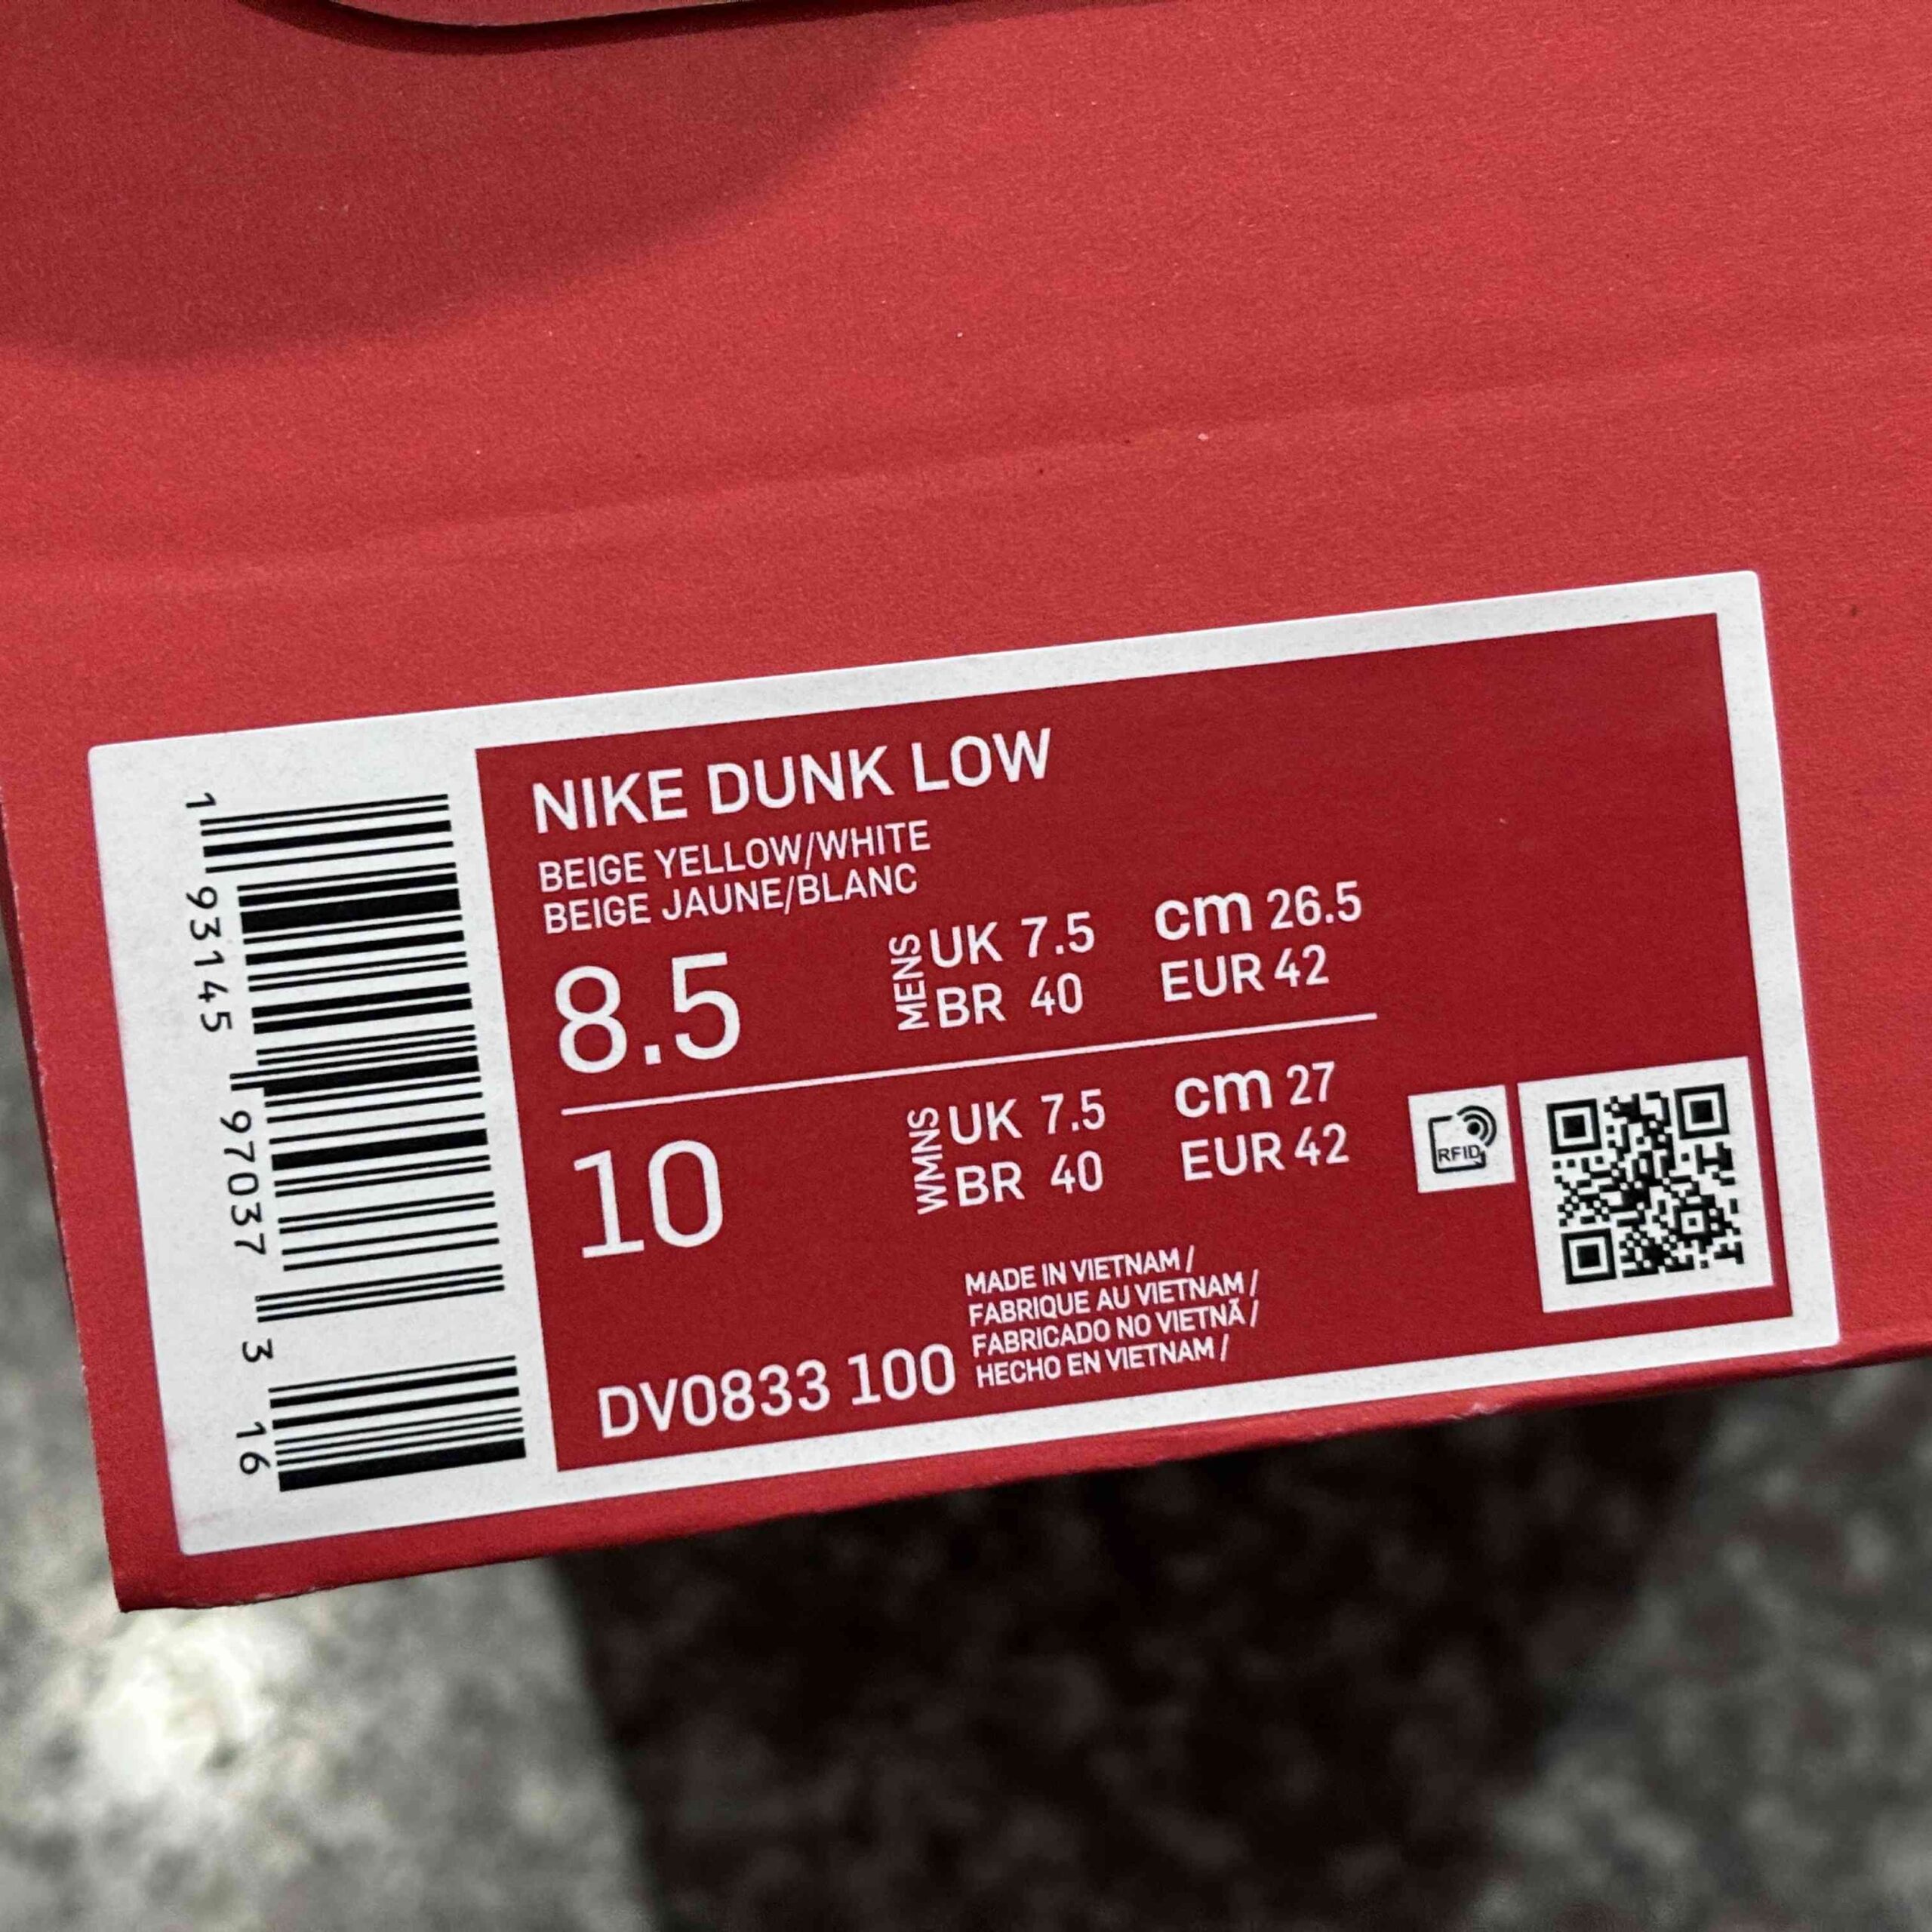 NIKE DUNK LOW
BEIGE YELLOW/WHITE
BEIGE JAUNE/BLANC
8.5
MENS
UK 7.5 cm 26.5
BR 40 EUR 42
10
WMNS
UK 7.5 cm 27
BR 40 EUR 42
RFID
MADE IN VIETNAM /
FABRIQUE AU VIETNAM /
FABRICADO NO VIETNÃ /
HECHO EN VIETNAM /
DV0833 100
1 93145 97037 3 16